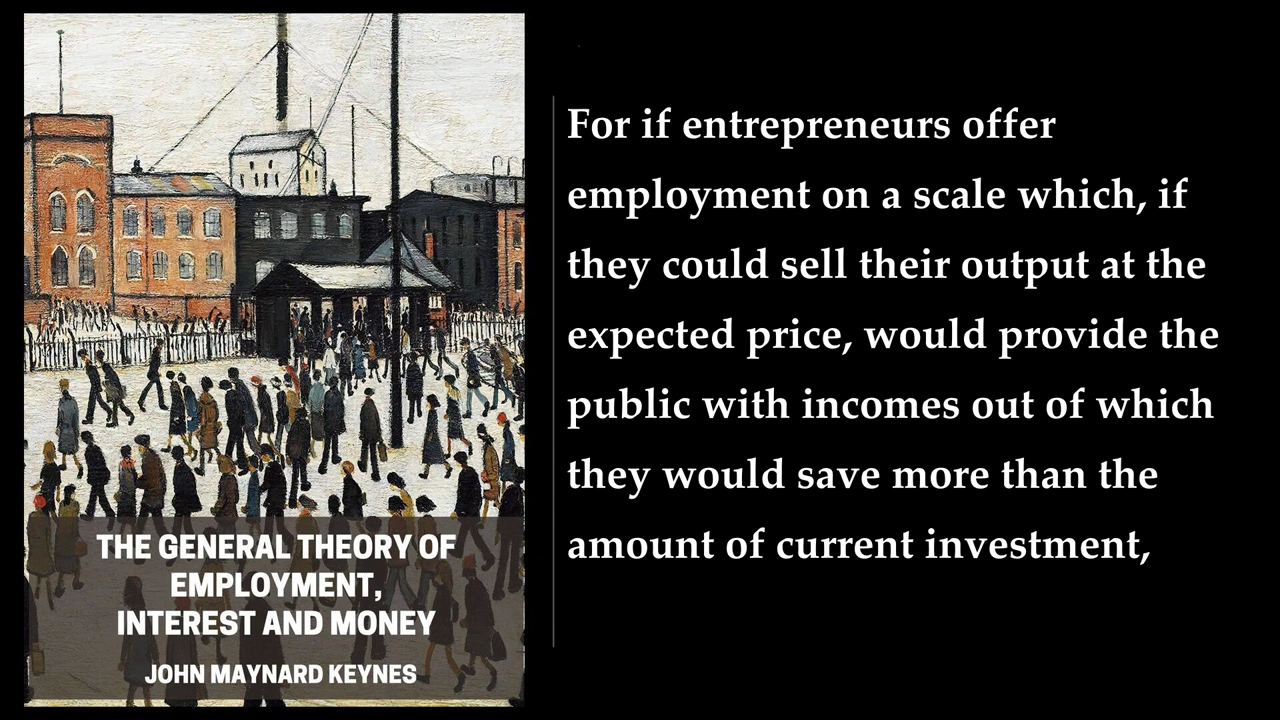 THE GENERAL THEORY OF
EMPLOYMENT,
INTEREST AND MONEY
JOHN MAYNARD KEYNES
For if entrepreneurs offer
employment on a scale which, if
they could sell their output at the
expected price, would provide the
public with incomes out of which
they would save more than the
amount of current investment,